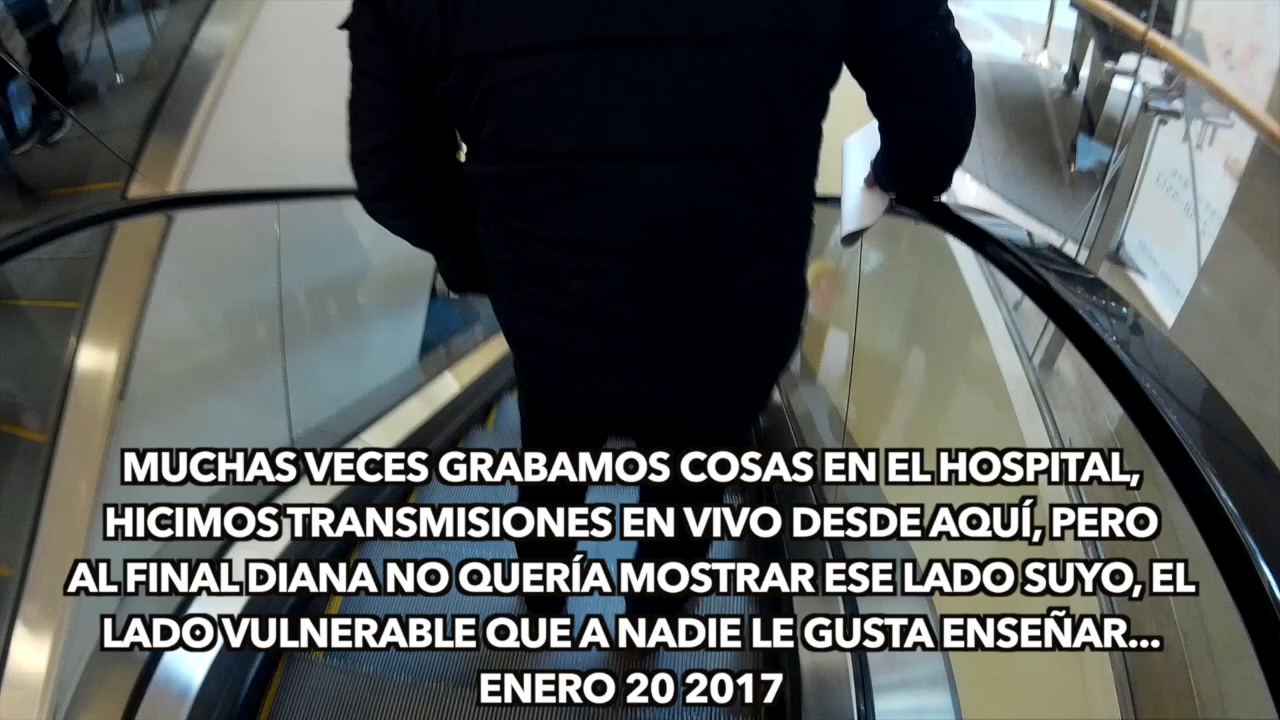 MUCHAS VECES GRABAMOS COSAS EN EL HOSPITAL,
HICIMOS TRANSMISIONES EN VIVO DESDE AQUÍ, PERO
AL FINAL DIANA NO QUERÍA MOSTRAR ESE LADO SUYO, EL
LADO VULNERABLE QUE A NADIE LE GUSTA ENSEÑAR...
ENERO 20 2017